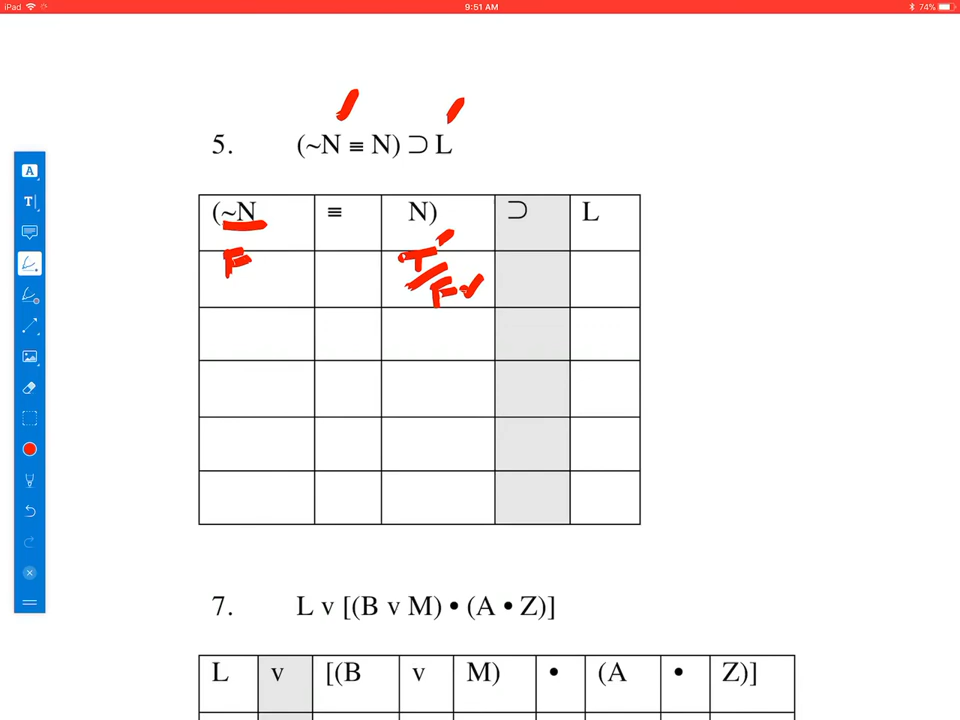 iPad 9:51 AM 74%
5. (~N ≡ N) ⊃ L
(~N ≡ N) ⊃ L
F T
F
7. L v [(B v M) • (A • Z)]
L v [(B v M) • (A • Z)]
A
T